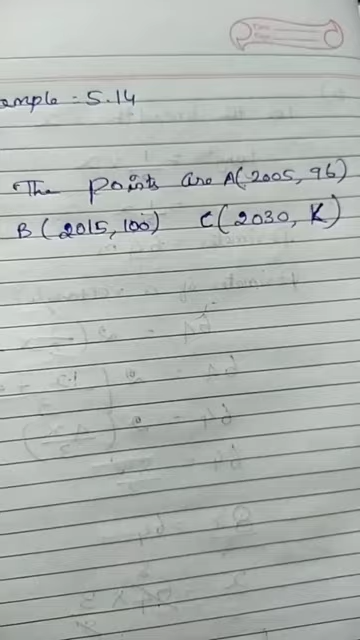 ample : 5.14
The points are A(2005, 96)
B(2015, 100) C(2030, K)